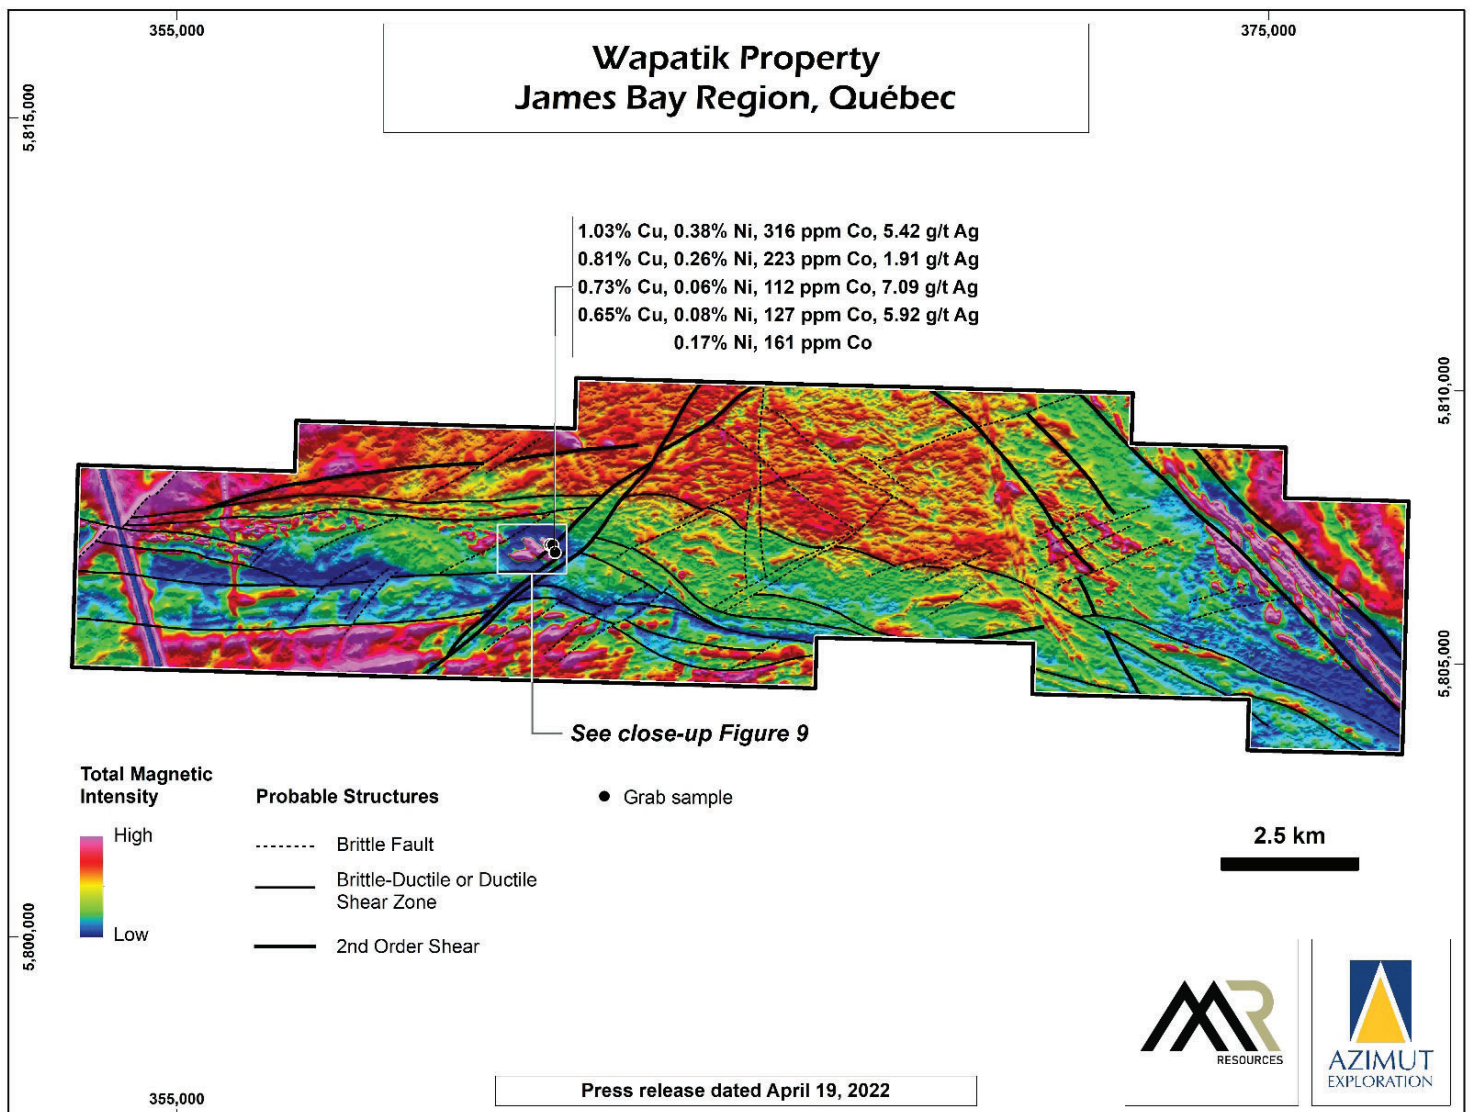 355,000
375,000
Wapatik Property
James Bay Region, Québec
5,815,000
1.03% Cu, 0.38% Ni, 316 ppm Co, 5.42 g/t Ag
0.81% Cu, 0.26% Ni, 223 ppm Co, 1.91 g/t Ag
0.73% Cu, 0.06% Ni, 112 ppm Co, 7.09 g/t Ag
0.65% Cu, 0.08% Ni, 127 ppm Co, 5.92 g/t Ag
0.17% Ni, 161 ppm Co
5,810,000
5,805,000
See close-up Figure 9
Total Magnetic
Intensity
High
Low
Probable Structures
Brittle Fault
Brittle-Ductile or Ductile
Shear Zone
2nd Order Shear
Grab sample
2.5 km
5,800,000
MR
RESOURCES
AZIMUT
EXPLORATION
Press release dated April 19, 2022
355,000